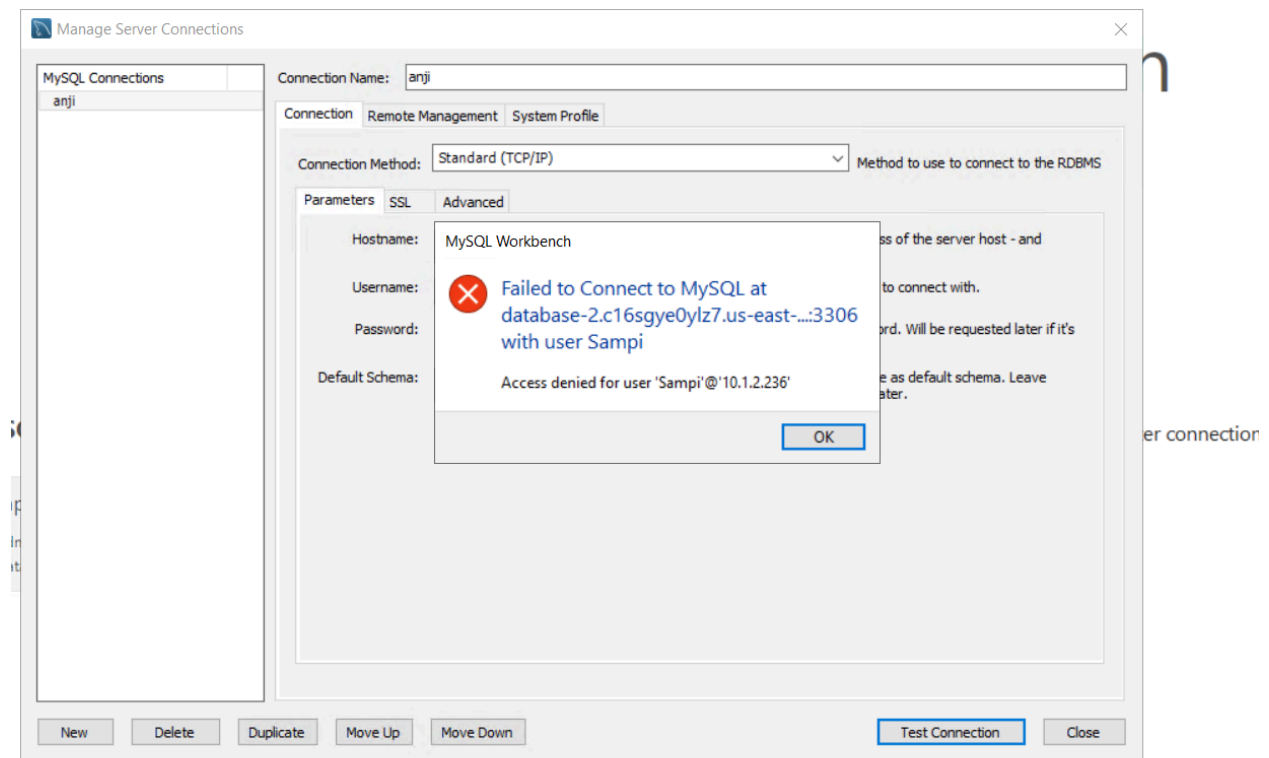 Manage Server Connections
n
MySQL Connections
anji
Connection Name: anji
Connection Remote Management System Profile
Connection Method: Standard (TCP/IP) Method to use to connect to the RDBMS
Parameters SSL Advanced
Hostname: ss of the server host - and
Username: to connect with.
Password: ord. Will be requested later if it's
Default Schema: e as default schema. Leave
ater.
MySQL Workbench
Failed to Connect to MySQL at
database-2.c16sgye0ylz7.us-east-...:3306
with user Sampi
Access denied for user 'Sampi'@'10.1.2.236'
OK
er connection
New Delete Duplicate Move Up Move Down Test Connection Close